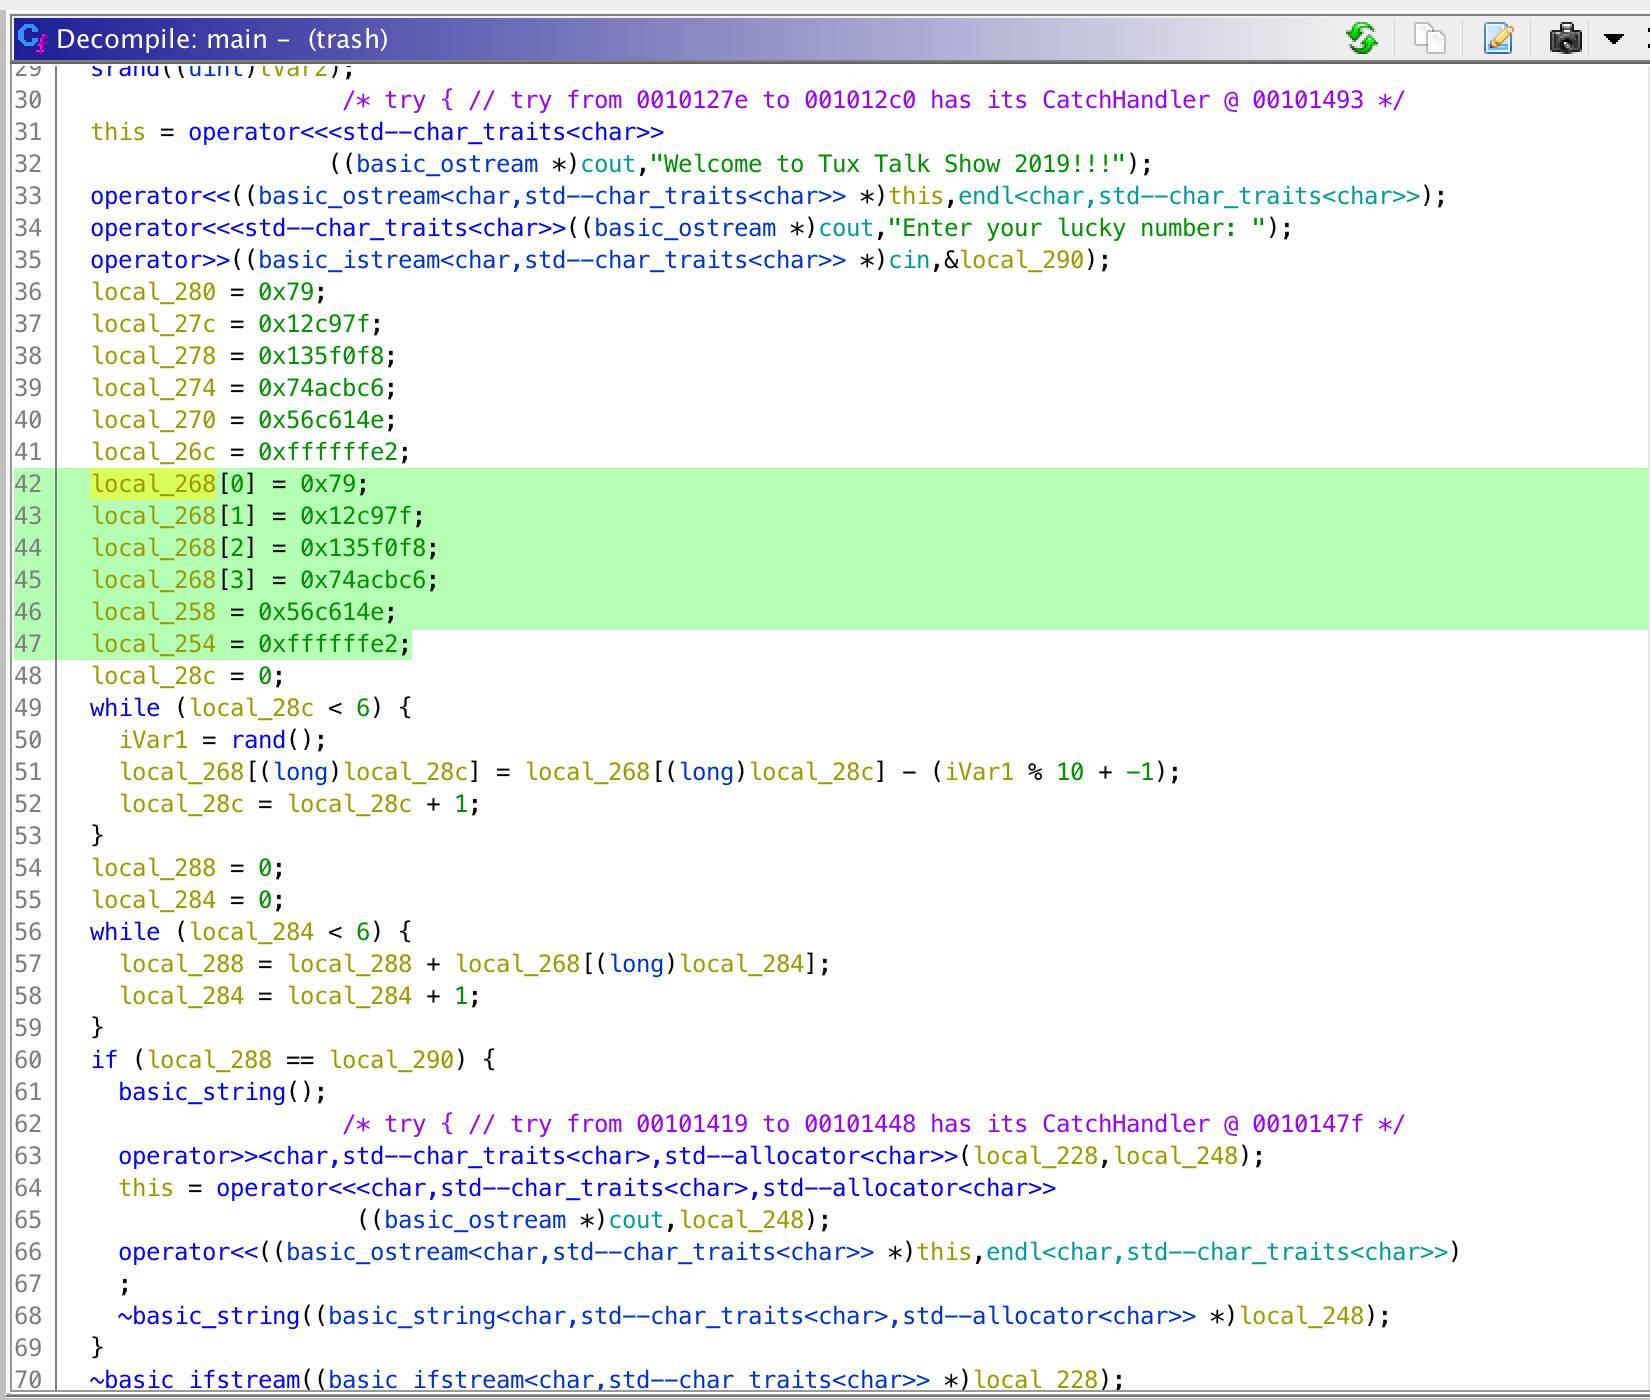 Decompile: main - (trash)
29 srand((uint)tVar2);
30 /* try { // try from 0010127e to 001012c0 has its CatchHandler @ 00101493 */
31 this = operator<<<std--char_traits<char>>
32 ((basic_ostream *)cout,"Welcome to Tux Talk Show 2019!!!");
33 operator<<((basic_ostream<char,std--char_traits<char>> *)this,endl<char,std--char_traits<char>>);
34 operator<<<std--char_traits<char>>((basic_ostream *)cout,"Enter your lucky number: ");
35 operator>>((basic_istream<char,std--char_traits<char>> *)cin,&local_290);
36 local_280 = 0x79;
37 local_27c = 0x12c97f;
38 local_278 = 0x135f0f8;
39 local_274 = 0x74acbc6;
40 local_270 = 0x56c614e;
41 local_26c = 0xffffffe2;
42 local_268[0] = 0x79;
43 local_268[1] = 0x12c97f;
44 local_268[2] = 0x135f0f8;
45 local_268[3] = 0x74acbc6;
46 local_258 = 0x56c614e;
47 local_254 = 0xffffffe2;
48 local_28c = 0;
49 while (local_28c < 6) {
50 iVar1 = rand();
51 local_268[(long)local_28c] = local_268[(long)local_28c] - (iVar1 % 10 + -1);
52 local_28c = local_28c + 1;
53 }
54 local_288 = 0;
55 local_284 = 0;
56 while (local_284 < 6) {
57 local_288 = local_288 + local_268[(long)local_284];
58 local_284 = local_284 + 1;
59 }
60 if (local_288 == local_290) {
61 basic_string();
62 /* try { // try from 00101419 to 00101448 has its CatchHandler @ 0010147f */
63 operator>><char,std--char_traits<char>,std--allocator<char>>(local_228,local_248);
64 this = operator<<<char,std--char_traits<char>,std--allocator<char>>
65 ((basic_ostream *)cout,local_248);
66 operator<<((basic_ostream<char,std--char_traits<char>> *)this,endl<char,std--char_traits<char>>)
67 ;
68 ~basic_string((basic_string<char,std--char_traits<char>,std--allocator<char>> *)local_248);
69 }
70 ~basic_ifstream((basic_ifstream<char,std--char_traits<char>> *)local_228);